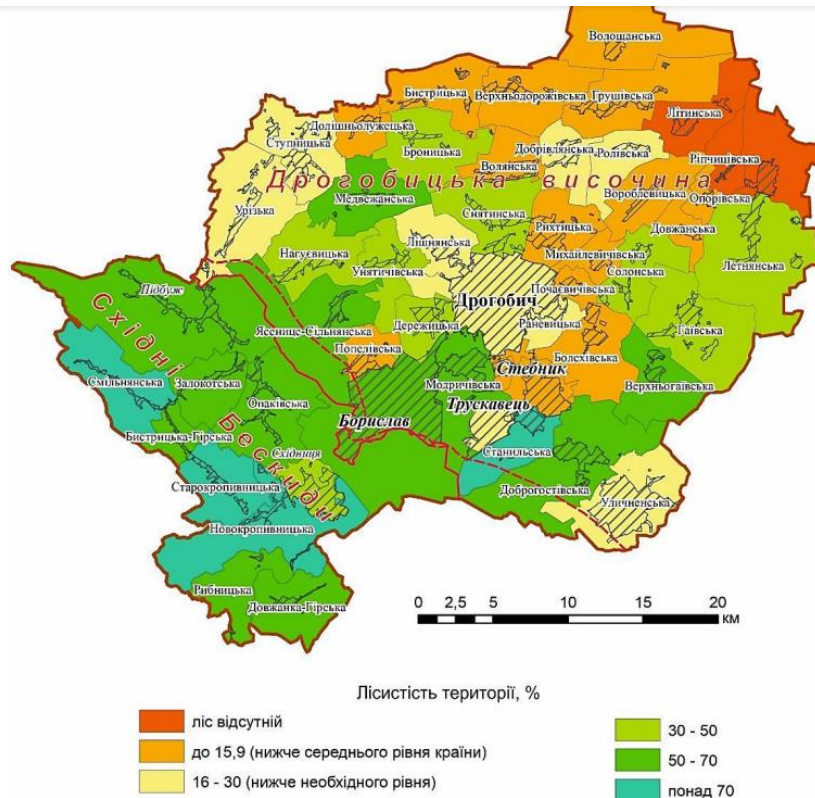 Волощанська
Бистрицька
Верхньодорожівська
Грушівська
Літинська
Долішньолужецька
Ступницька
Броницька
Добрівлянська
Ролівська
Волянська
Ріпчицівська
Дрогобицька височина
Медвежанська
Вороблевицька
Опорівська
Урізька
Снятинська
Рихтицька
Довжанська
Лішнянська
Михайлевичівська
Нагуєвицька
Унятичівська
Солонська
Летнянська
Підбуж
Дрогобич
Почаєвичівська
Східні Бескиди
Ясенице-Сільнянська
Дережицька
Раневицька
Гаївська
Попелівська
Болехівська
Стебник
Смільнянська
Залокотська
Модричівська
Верхньогаївська
Опаківська
Трускавець
Борислав
Бистрицька-Гірська
Східниця
Станильська
Старокропивницька
Доброгостівська
Уличненська
Новокропивницька
Рибницька
Довжанка-Гірська
0 2,5 5 10 15 20
км
Лісистість території, %
ліс відсутній
до 15,9 (нижче середнього рівня країни)
16 - 30 (нижче необхідного рівня)
30 - 50
50 - 70
понад 70